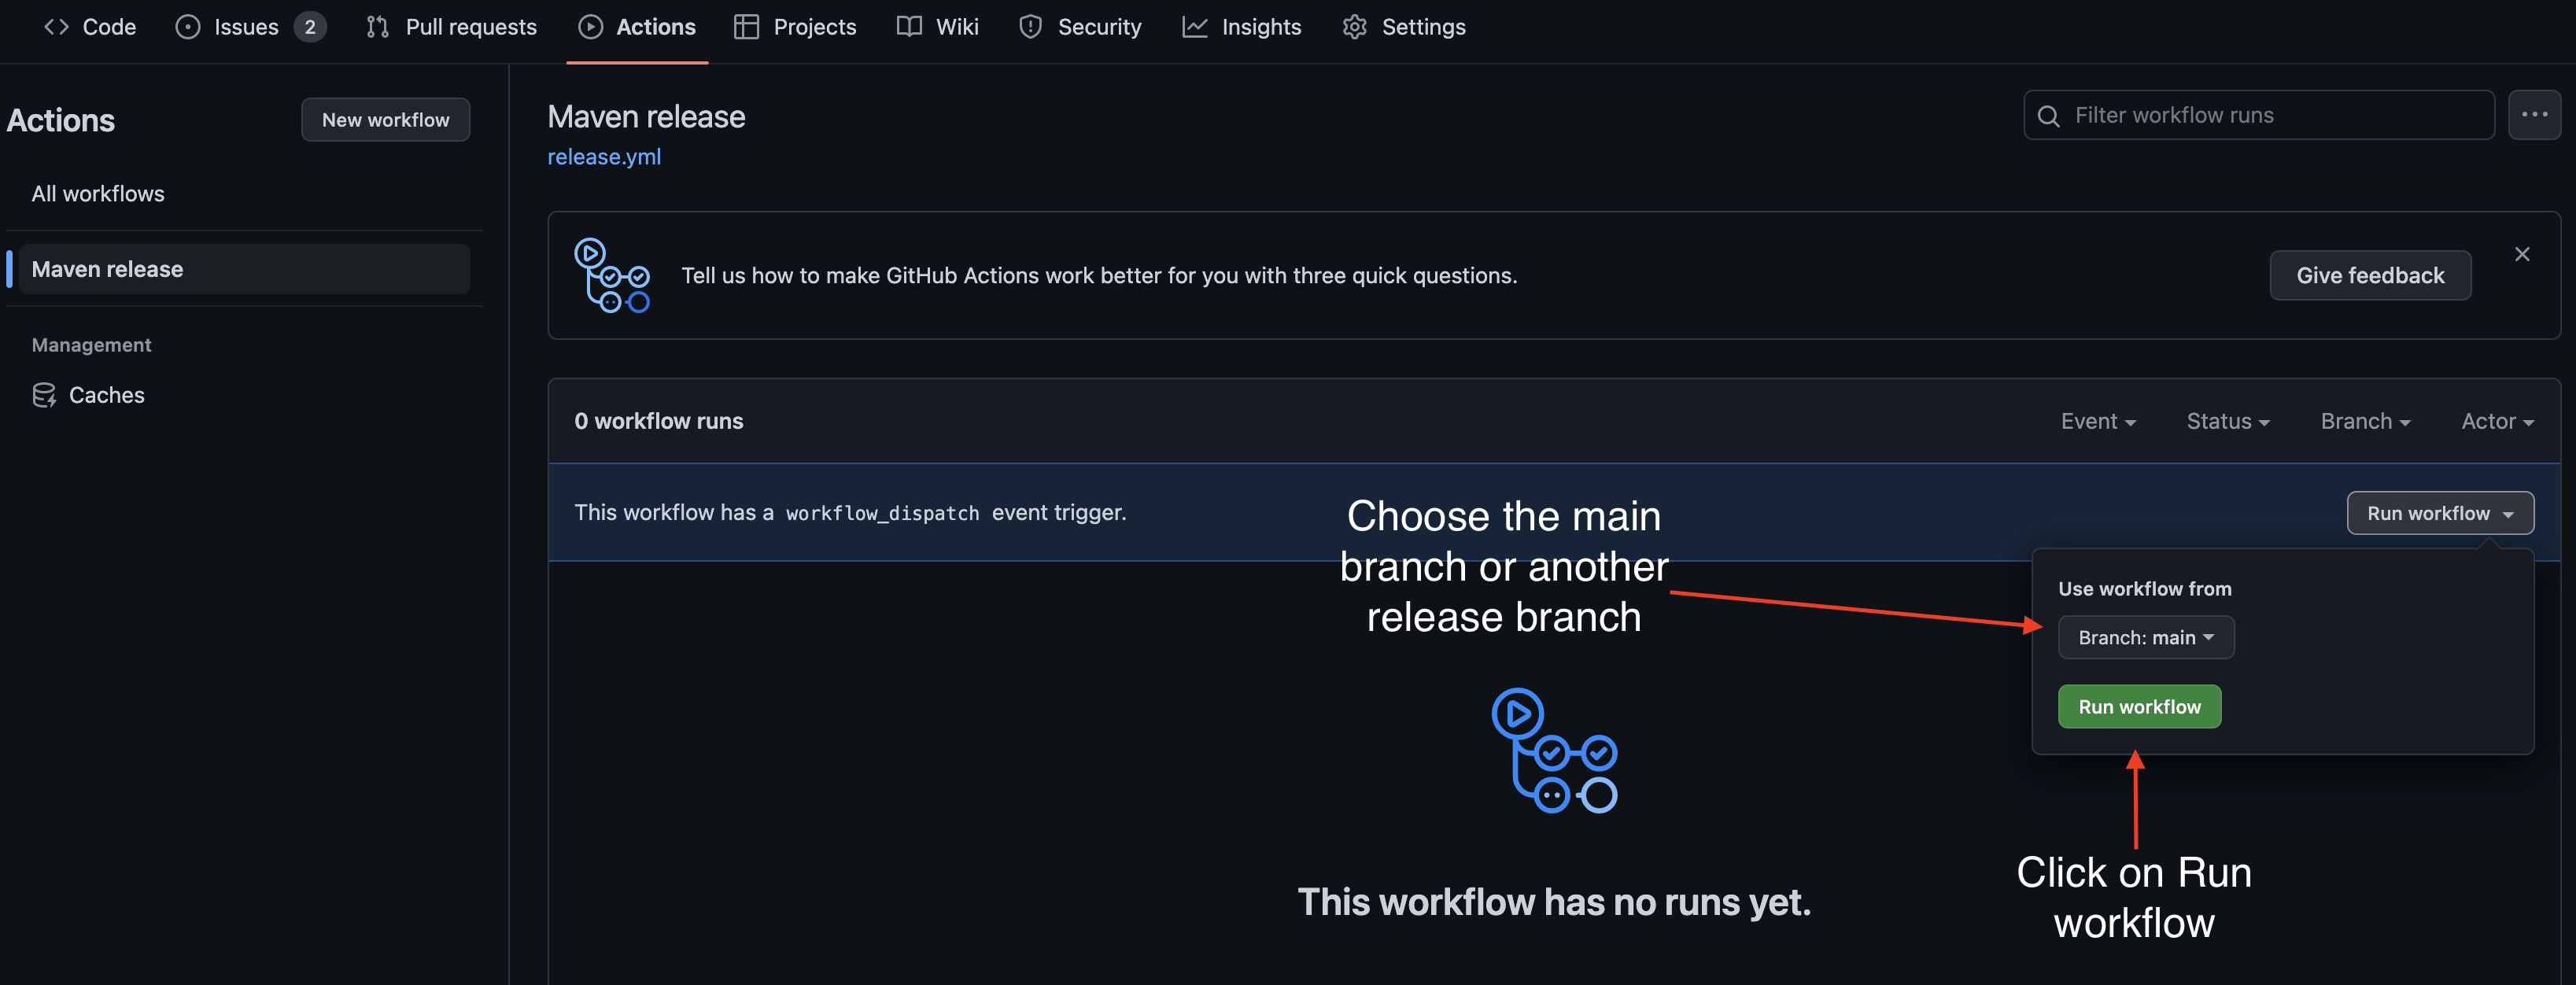 Code Issues 2 Pull requests Actions Projects Wiki Security Insights Settings
Actions
New workflow
All workflows
Maven release
Management
Caches
Maven release
release.yml
Filter workflow runs
Tell us how to make GitHub Actions work better for you with three quick questions.
Give feedback
0 workflow runs
Event Status Branch Actor
This workflow has a workflow_dispatch event trigger.
Run workflow
Choose the main
branch or another
release branch
Use workflow from
Branch: main
Run workflow
Click on Run
workflow
This workflow has no runs yet.